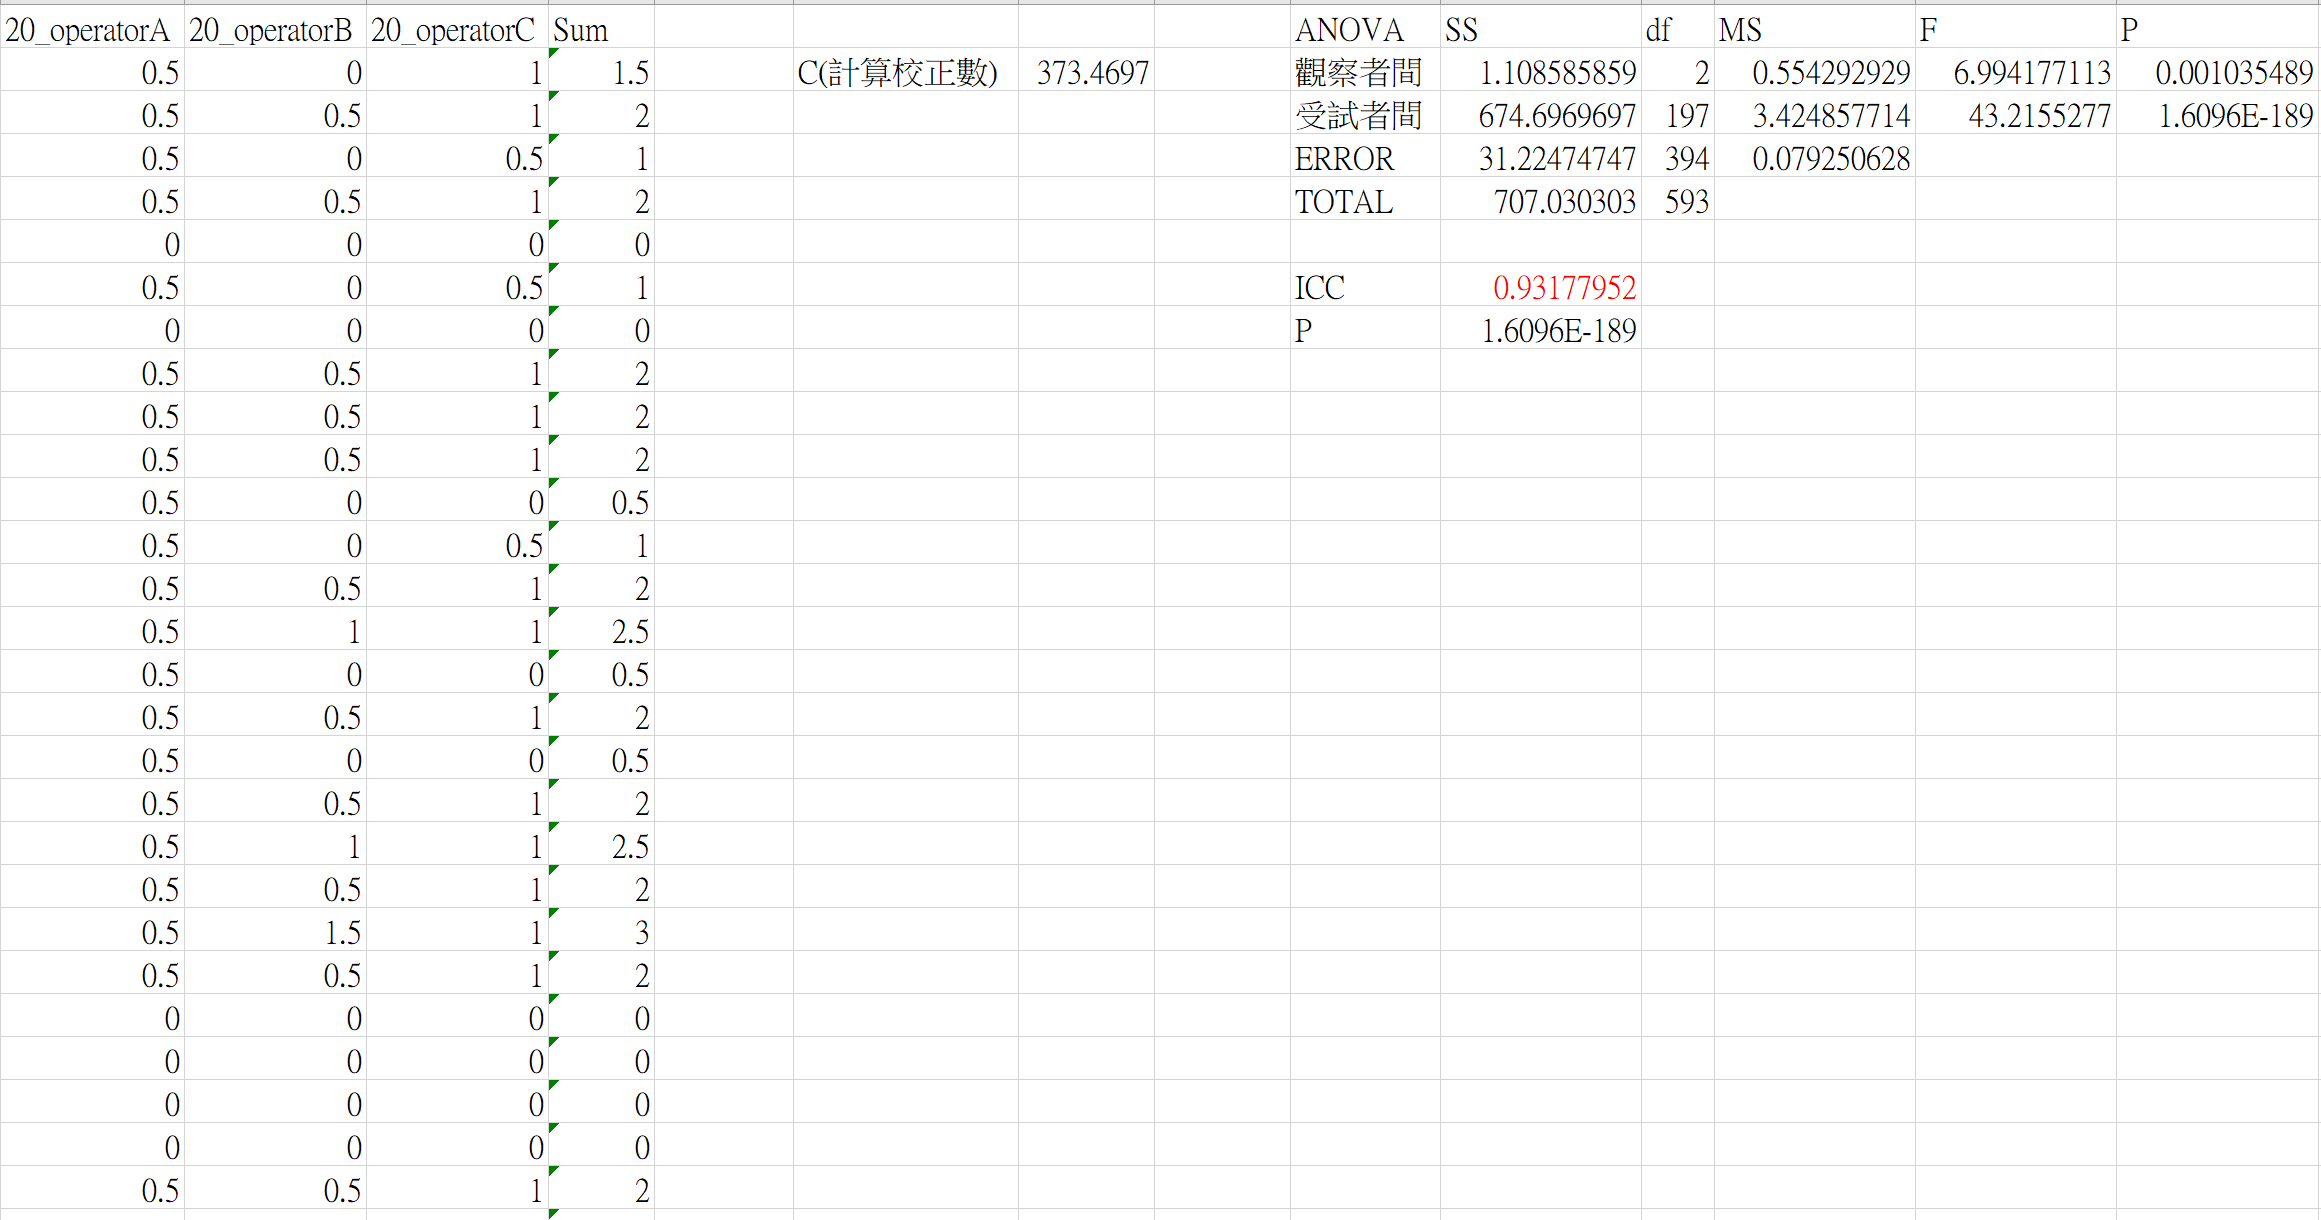 20_operatorA 20_operatorB 20_operatorC Sum ANOVA SS df MS F P
0.5 0 1 1.5 C(計算校正數) 373.4697 觀察者間 1.108585859 2 0.554292929 6.994177113 0.001035489
0.5 0.5 1 2 受試者間 674.6969697 197 3.424857714 43.2155277 1.6096E-189
0.5 0 0.5 1 ERROR 31.22474747 394 0.079250628
0.5 0.5 1 2 TOTAL 707.030303 593
0 0 0 0
0.5 0 0.5 1 ICC 0.93177952
0 0 0 0 P 1.6096E-189
0.5 0.5 1 2
0.5 0.5 1 2
0.5 0.5 1 2
0.5 0 0 0.5
0.5 0 0.5 1
0.5 0.5 1 2
0.5 1 1 2.5
0.5 0 0 0.5
0.5 0.5 1 2
0.5 0 0 0.5
0.5 0.5 1 2
0.5 1 1 2.5
0.5 0.5 1 2
0.5 1.5 1 3
0.5 0.5 1 2
0 0 0 0
0 0 0 0
0 0 0 0
0 0 0 0
0.5 0.5 1 2